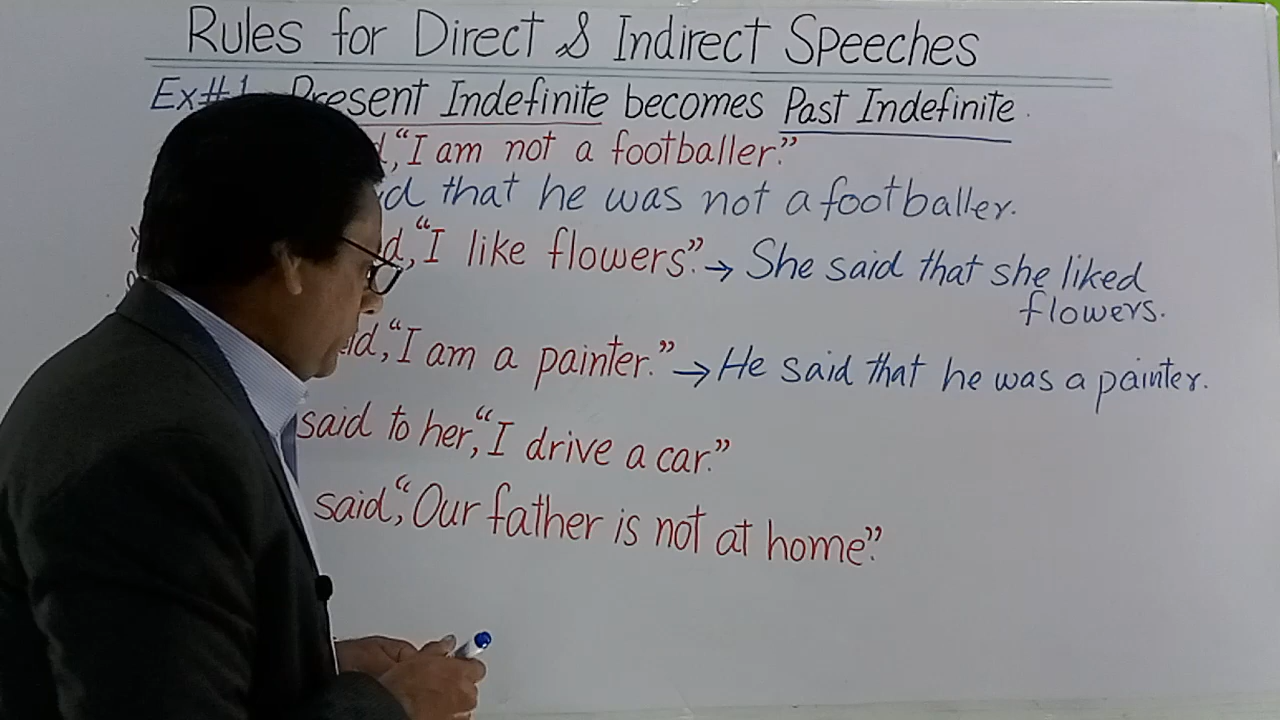 Rules for Direct & Indirect Speeches
Ex#1 Present Indefinite becomes Past Indefinite.
"I am not a footballer."
that he was not a footballer.
"I like flowers." → She said that she liked
flowers.
"I am a painter." → He said that he was a painter.
said to her, "I drive a car."
said, "Our father is not at home".